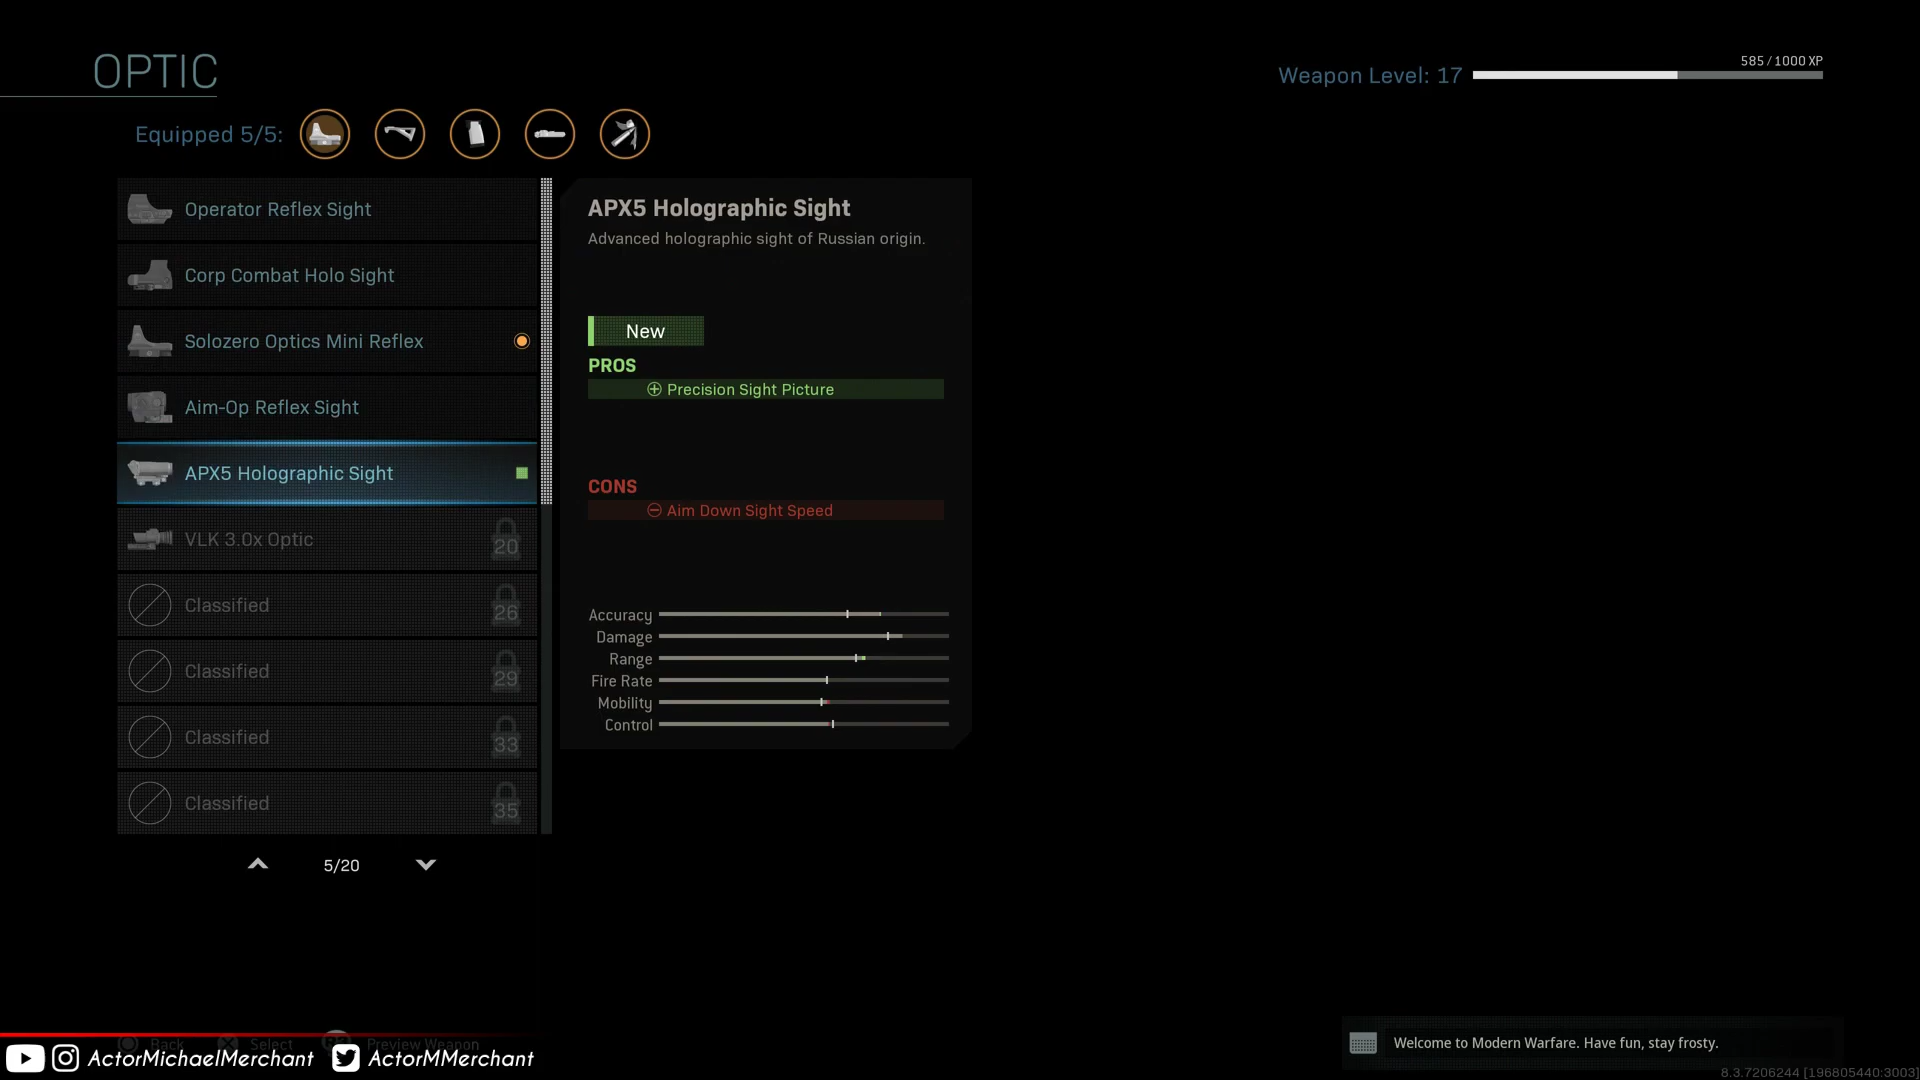 OPTIC
Weapon Level: 17
585 / 1000 XP
Equipped 5/5:
Operator Reflex Sight
Corp Combat Holo Sight
Solozero Optics Mini Reflex
Aim-Op Reflex Sight
APX5 Holographic Sight
VLK 3.0x Optic
20
Classified
26
Classified
29
Classified
33
Classified
35
5/20
APX5 Holographic Sight
Advanced holographic sight of Russian origin.
New
PROS
Precision Sight Picture
CONS
Aim Down Sight Speed
Accuracy
Damage
Range
Fire Rate
Mobility
Control
Back Select Preview Weapon
ActorMichaelMerchant ActorMMerchant
Welcome to Modern Warfare. Have fun, stay frosty.
8.3.7206244 [196805440:3003]